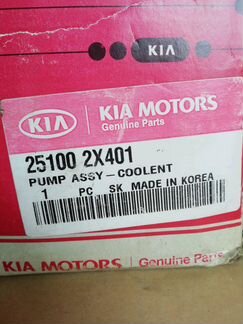 KIA
KIA KIA MOTORS
Genuine Parts
25100 2X401
PUMP ASSY-COOLENT
1 PC SK MADE IN KOREA
KIA MOTORS Genuine Parts